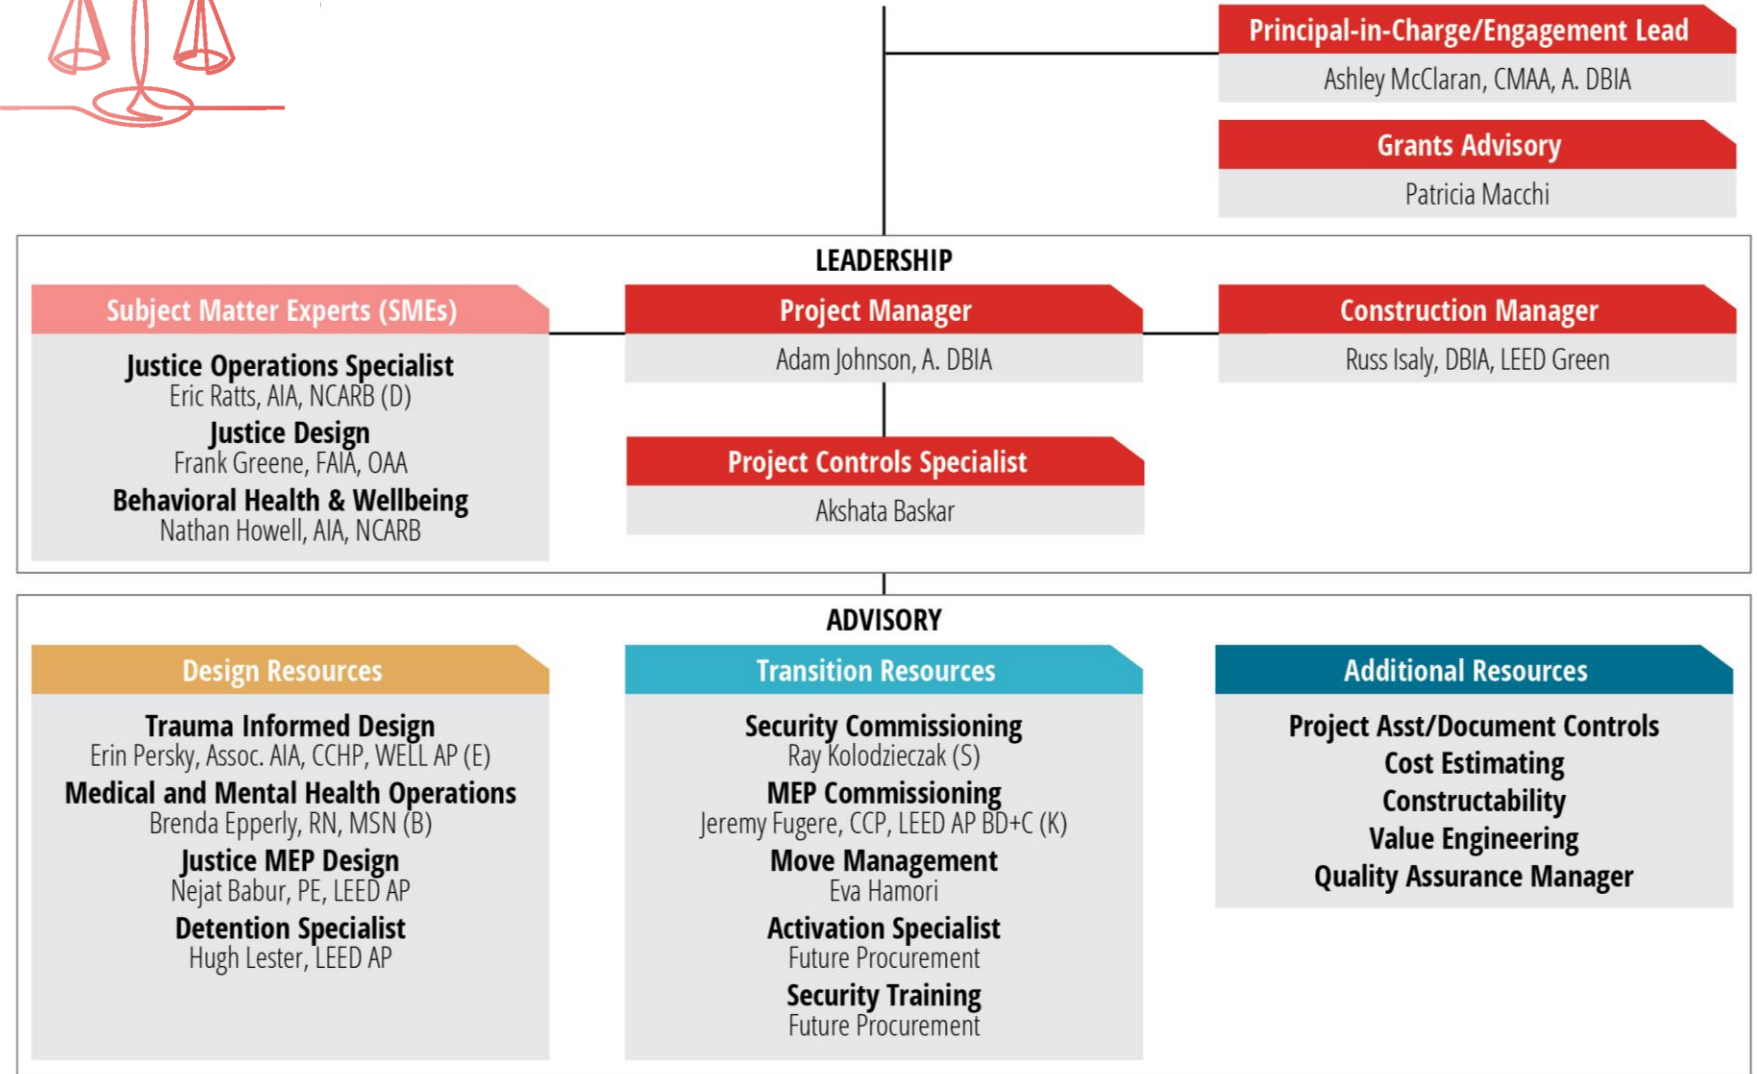 Principal-in-Charge/Engagement Lead
Ashley McClaran, CMAA, A. DBIA
Grants Advisory
Patricia Macchi
LEADERSHIP
Subject Matter Experts (SMEs)
Justice Operations Specialist
Eric Ratts, AIA, NCARB (D)
Justice Design
Frank Greene, FAIA, OAA
Behavioral Health & Wellbeing
Nathan Howell, AIA, NCARB
Project Manager
Adam Johnson, A. DBIA
Project Controls Specialist
Akshata Baskar
Construction Manager
Russ Isaly, DBIA, LEED Green
ADVISORY
Design Resources
Trauma Informed Design
Erin Persky, Assoc. AIA, CCHP, WELL AP (E)
Medical and Mental Health Operations
Brenda Epperly, RN, MSN (B)
Justice MEP Design
Nejat Babur, PE, LEED AP
Detention Specialist
Hugh Lester, LEED AP
Transition Resources
Security Commissioning
Ray Kolodzieczak (S)
MEP Commissioning
Jeremy Fugere, CCP, LEED AP BD+C (K)
Move Management
Eva Hamori
Activation Specialist
Future Procurement
Security Training
Future Procurement
Additional Resources
Project Asst/Document Controls
Cost Estimating
Constructability
Value Engineering
Quality Assurance Manager